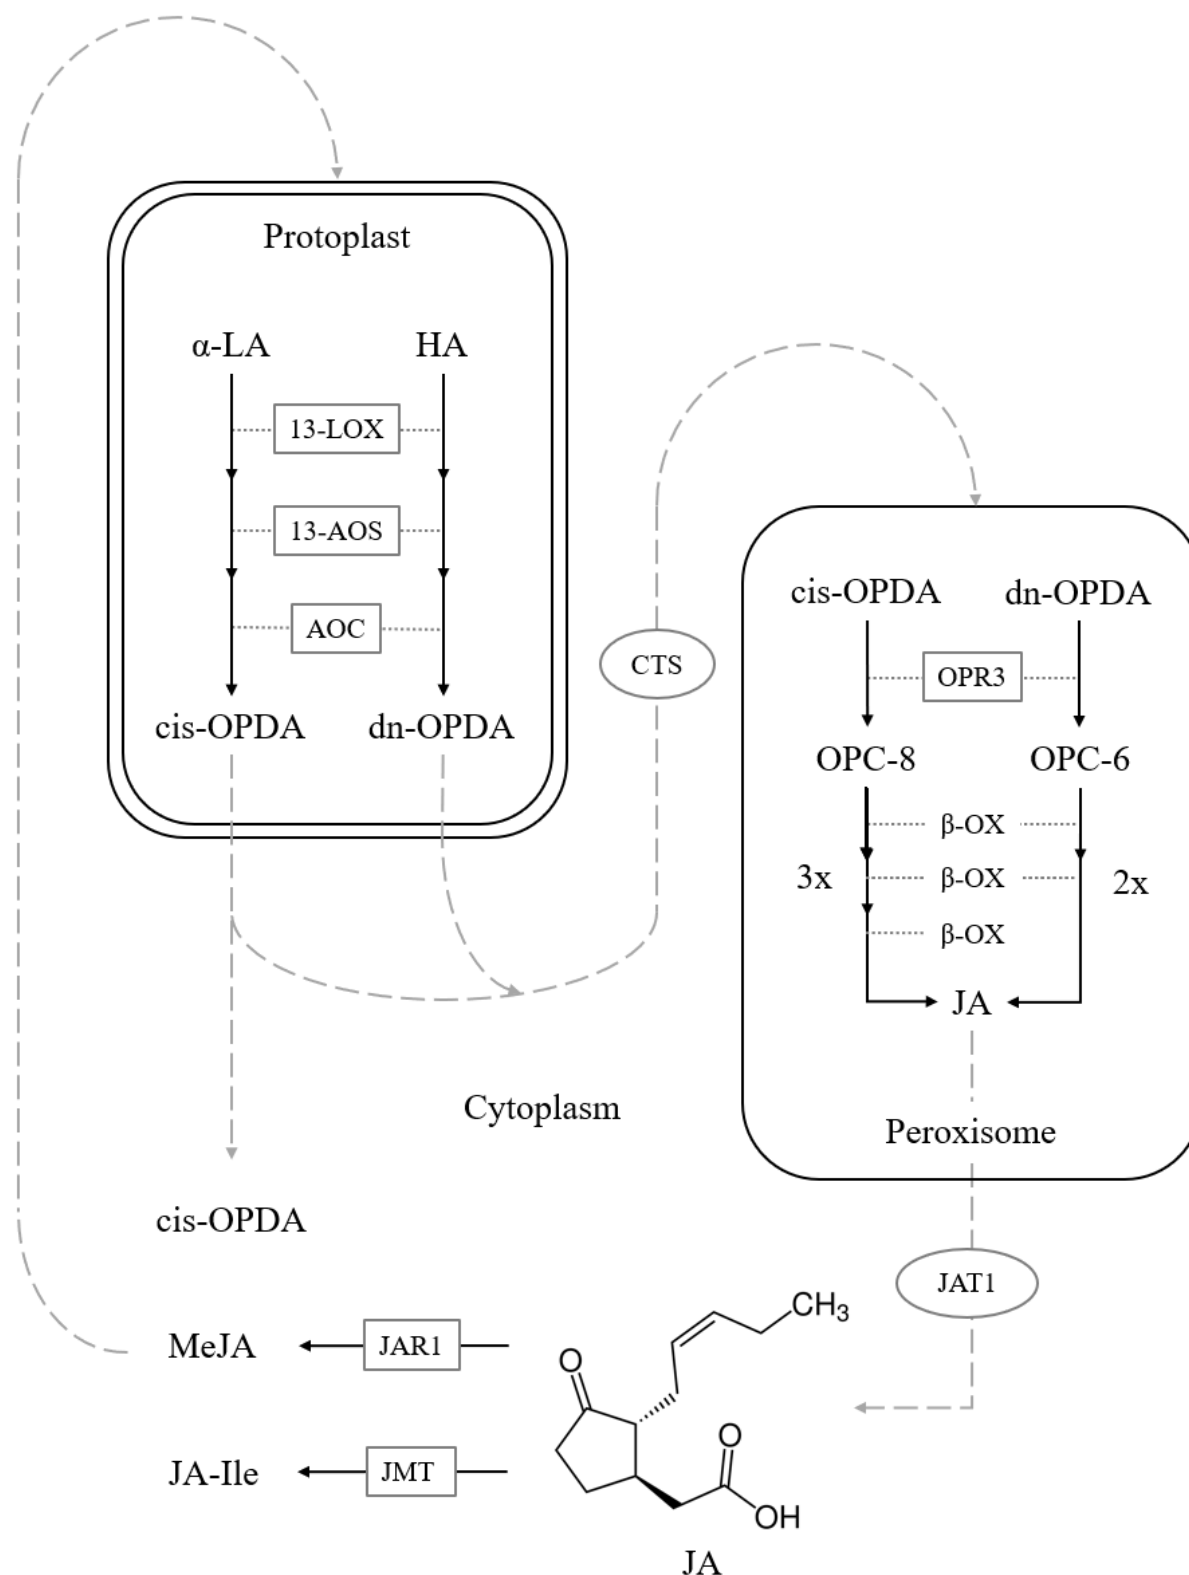 Protoplast
α-LA
HA
13-LOX
13-AOS
AOC
cis-OPDA
dn-OPDA
CTS
cis-OPDA
dn-OPDA
OPR3
OPC-8
OPC-6
β-OX
3x
β-OX
2x
β-OX
JA
Cytoplasm
Peroxisome
cis-OPDA
JAT1
MeJA
JAR1
JA-Ile
JMT
CH3
O
O
OH
JA